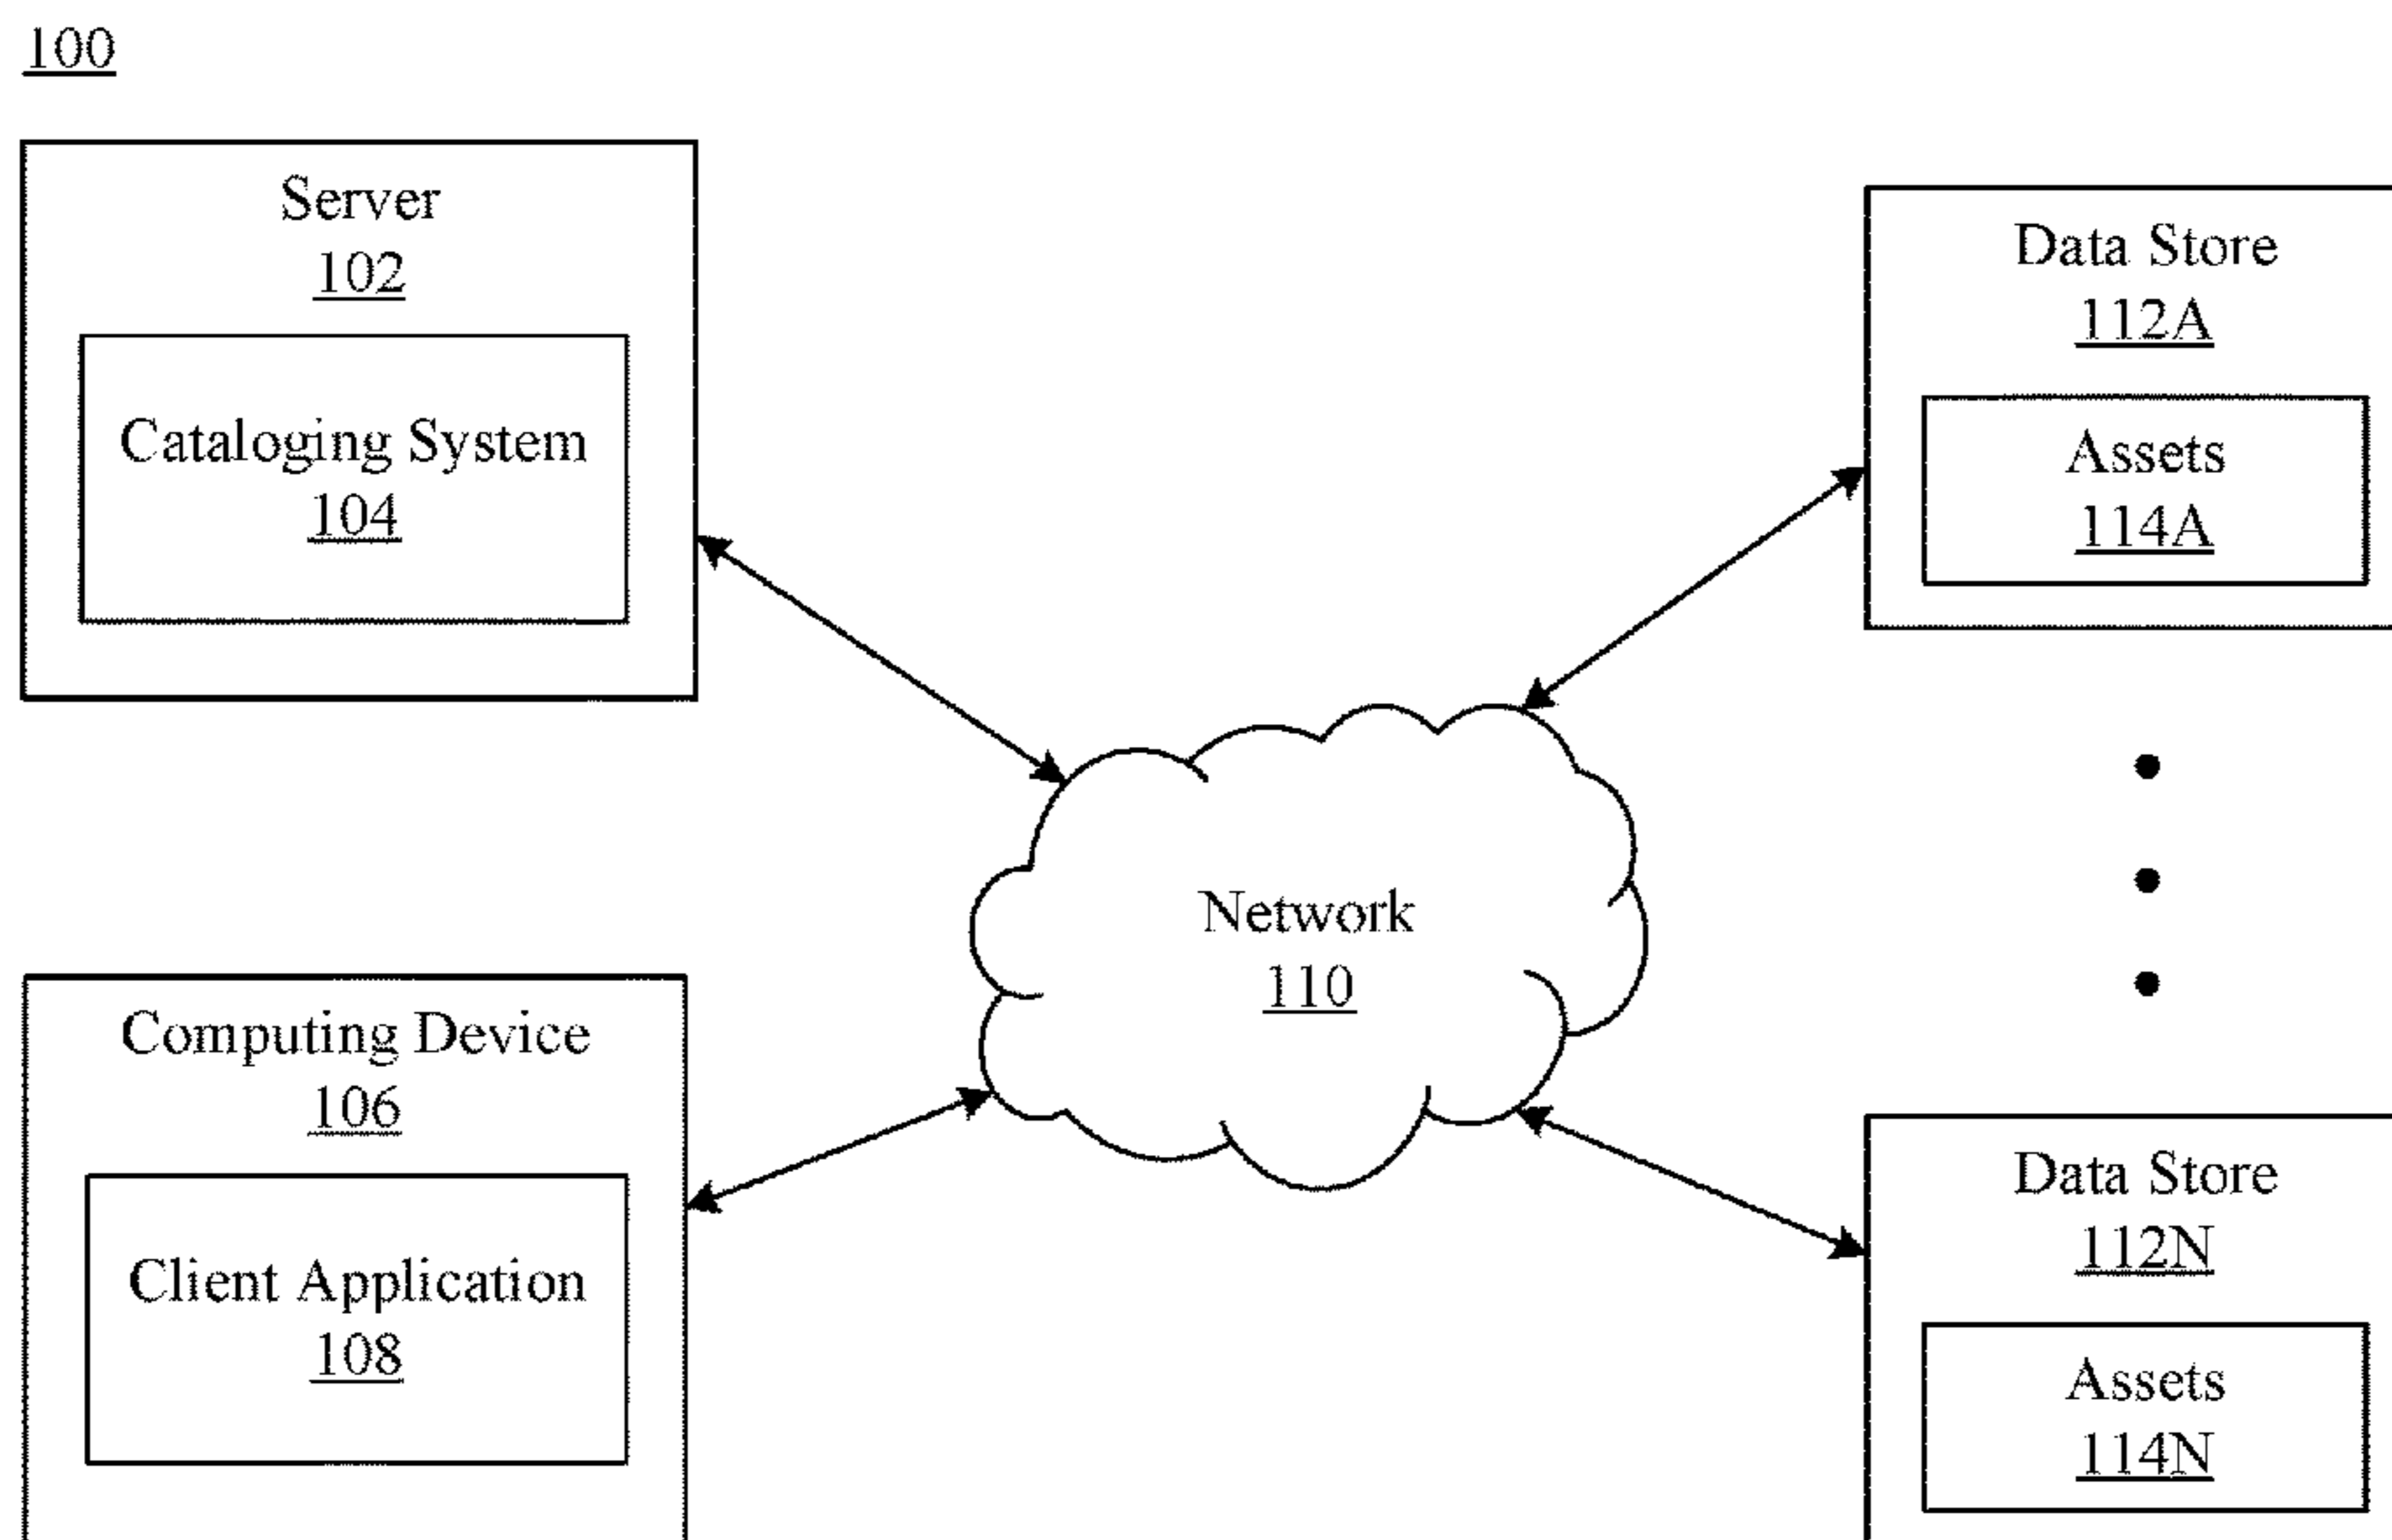 100
Server
102
Cataloging System
104
Data Store
112A
Assets
114A
Network
110
Computing Device
106
Client Application
108
Data Store
112N
Assets
114N